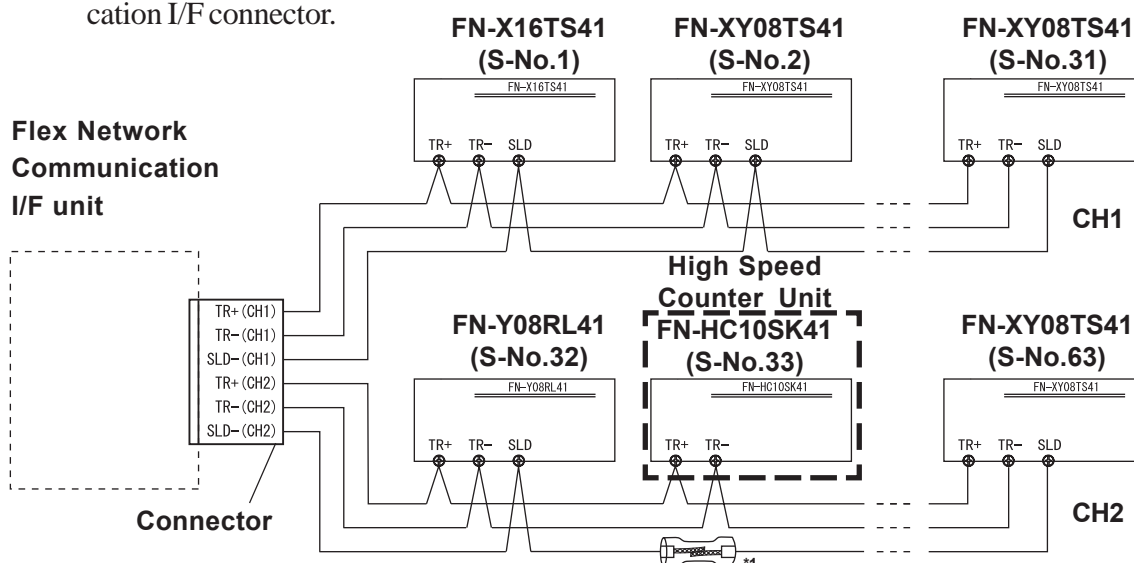 cation I/F connector.
FN-X16TS41
(S-No.1)
FN-XY08TS41
(S-No.2)
FN-XY08TS41
(S-No.31)
FN-X16TS41
FN-XY08TS41
FN-XY08TS41
TR+ TR- SLD
TR+ TR- SLD
TR+ TR- SLD
Flex Network
Communication
I/F unit
CH1
TR+(CH1)
TR-(CH1)
SLD-(CH1)
TR+(CH2)
TR-(CH2)
SLD-(CH2)
Connector
High Speed
Counter Unit
FN-Y08RL41
(S-No.32)
FN-HC10SK41
(S-No.33)
FN-XY08TS41
(S-No.63)
FN-Y08RL41
FN-HC10SK41
FN-XY08TS41
TR+ TR- SLD
TR+ TR-
TR+ TR- SLD
CH2
*1